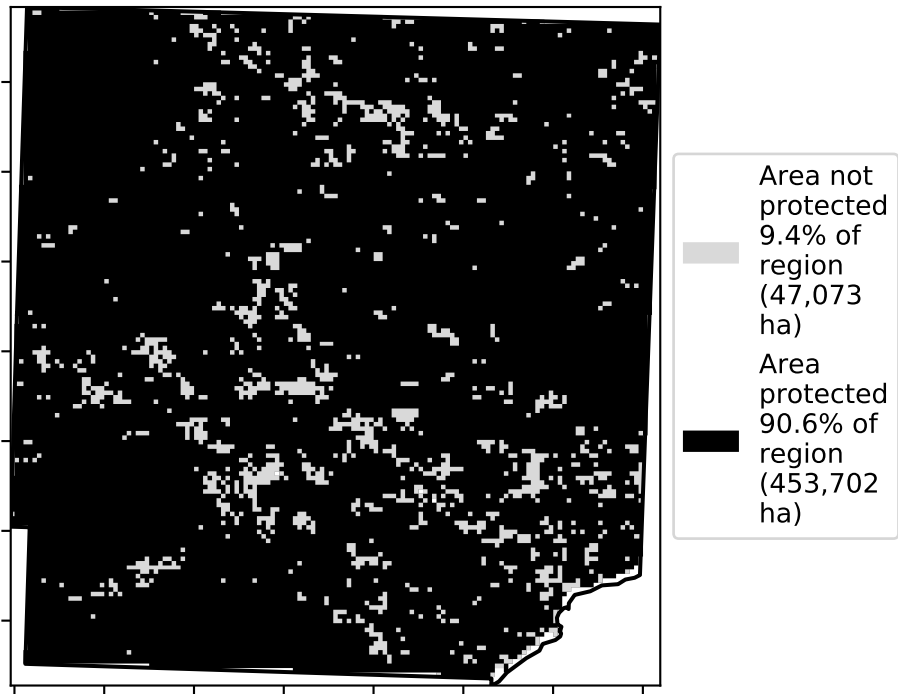 Area not
protected
9.4% of
region
(47,073
ha)
Area
protected
90.6% of
region
(453,702
ha)